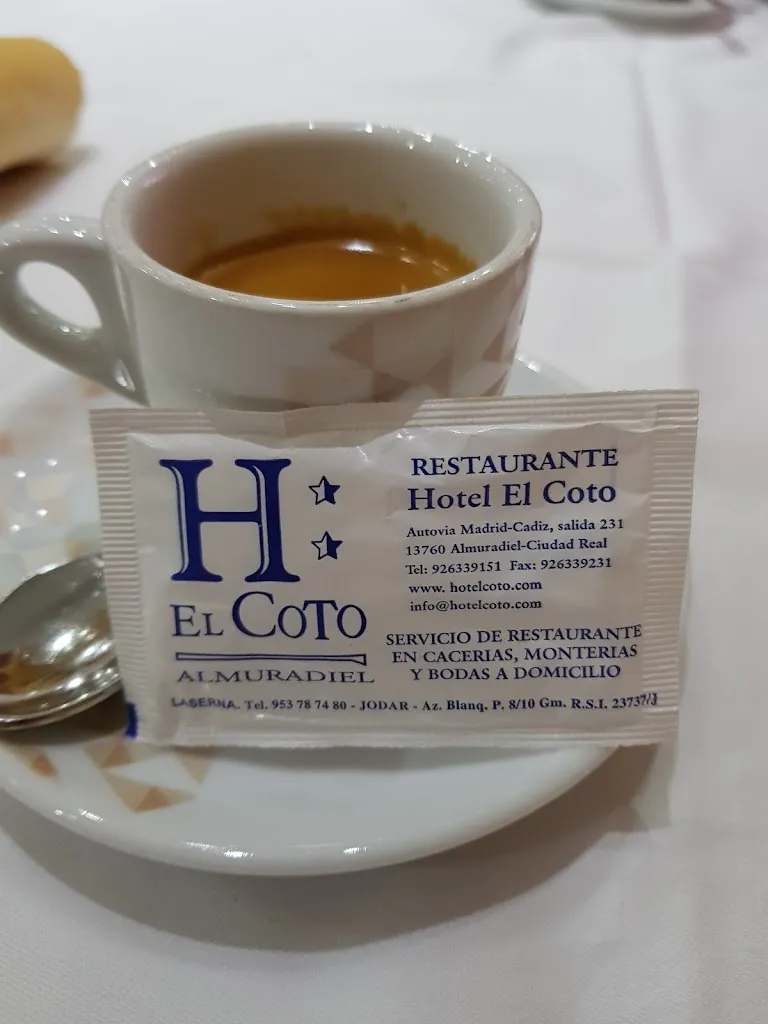 H
EL COTO
ALMURADIEL
RESTAURANTE
Hotel El Coto
Autovia Madrid-Cadiz, salida 231
13760 Almuradiel-Ciudad Real
Tel: 926339151 Fax: 926339231
www. hotelcoto.com
info@hotelcoto.com
SERVICIO DE RESTAURANTE
EN CACERIAS, MONTERIAS
Y BODAS A DOMICILIO
LASERNA. Tel. 953 78 74 80 - JODAR - Az. Blanq. P. 8/10 Gm. R.S.I. 23737/J